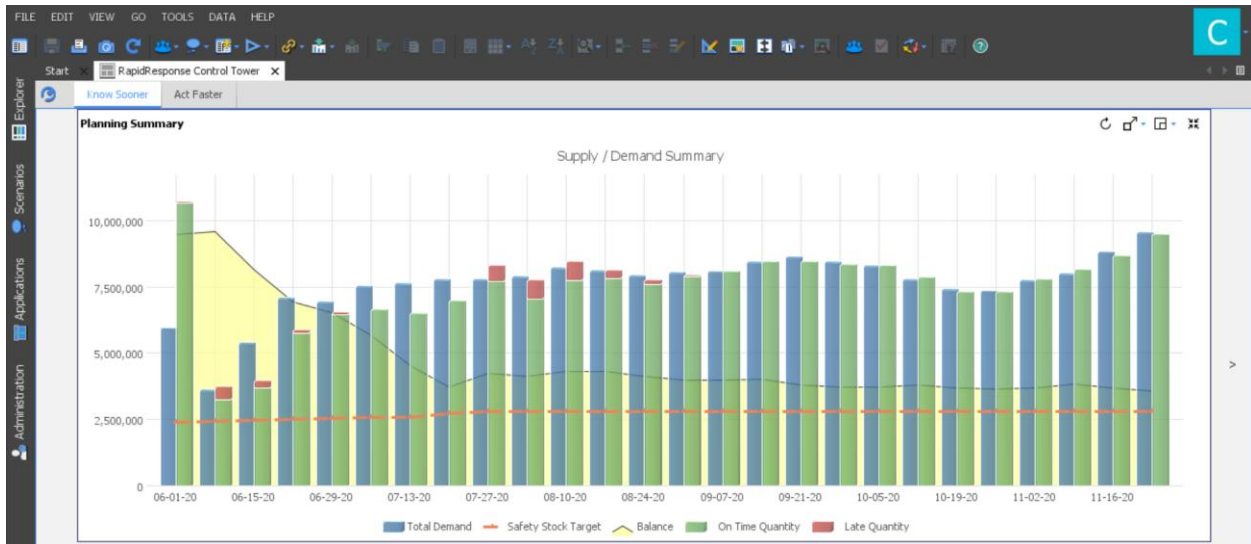 FILE EDIT VIEW GO TOOLS DATA HELP
C
Start RapidResponse Control Tower
Know Sooner Act Faster
Explorer
Scenarios
Applications
Administration
Planning Summary
Supply / Demand Summary
10,000,000
7,500,000
5,000,000
2,500,000
0
06-01-20 06-15-20 06-29-20 07-13-20 07-27-20 08-10-20 08-24-20 09-07-20 09-21-20 10-05-20 10-19-20 11-02-20 11-16-20
Total Demand Safety Stock Target Balance On Time Quantity Late Quantity